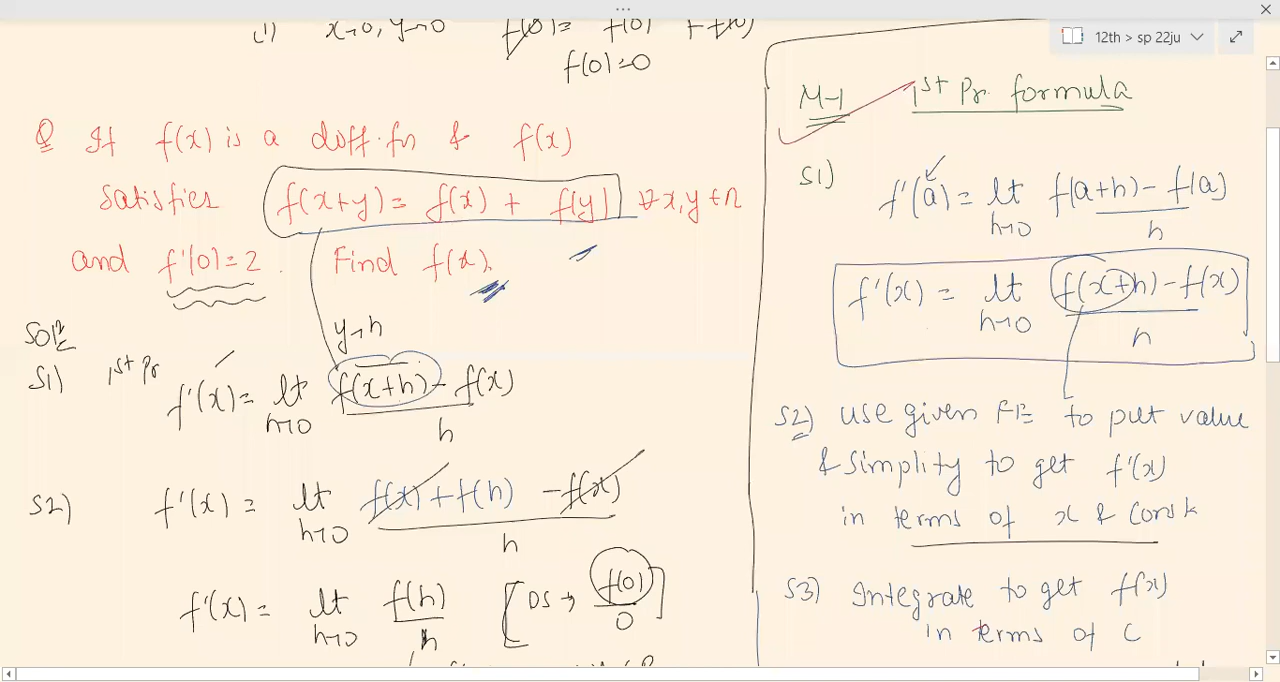 12th > sp 22ju
(i) x→0, y→0 f(0) = f(0) + f(0)
f(0)=0
Q If f(x) is a diff. fn & f(x)
satisfies f(x+y) = f(x) + f(y) ∀ x, y ∈ R
and f'(0)=2. Find f(x).
Sol^n
S1) 1st Pr
y→h
f'(x) = lt h→0 f(x+h) - f(x) / h
S2) f'(x) = lt h→0 f(x) + f(h) - f(x) / h
f'(x) = lt h→0 f(h) / h [DS → f(0) / 0]
M-1 1st Pr. formula
S1) f'(a) = lt h→0 f(a+h) - f(a) / h
f'(x) = lt h→0 f(x+h) - f(x) / h
S2) Use given FE to put value
& Simplity to get f'(x)
in terms of x & Const
S3) Integrate to get f(x)
in terms of C